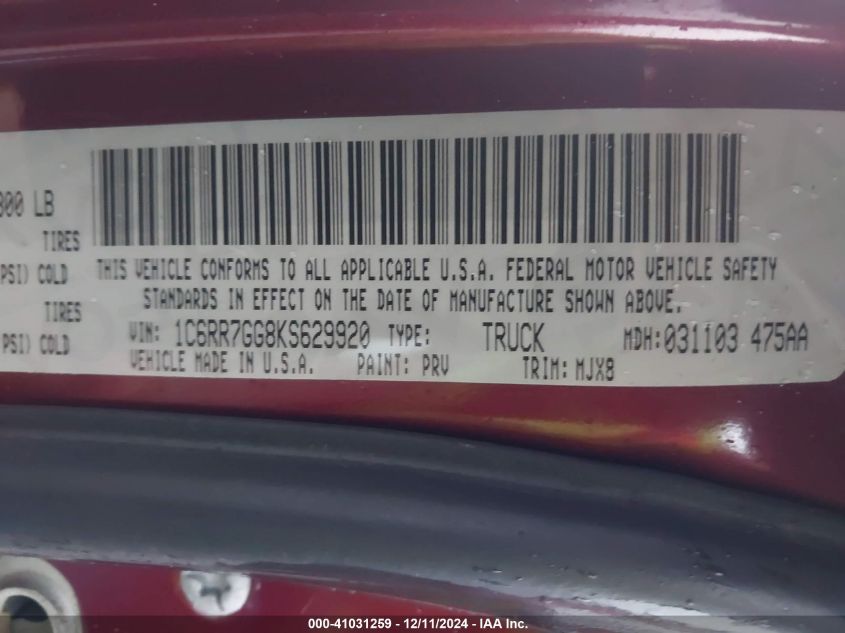 800 LB
TIRES
PSI) COLD
THIS VEHICLE CONFORMS TO ALL APPLICABLE U.S.A. FEDERAL MOTOR VEHICLE SAFETY
STANDARDS IN EFFECT ON THE DATE OF MANUFACTURE SHOWN ABOVE.
TIRES
VIN: 1C6RR7GG8KS629920 TYPE: TRUCK MDH:031103 475AA
PSI) COLD
VEHICLE MADE IN U.S.A. PAINT: PRV TRIM: MJX8
000-41031259 - 12/11/2024 - IAA Inc.